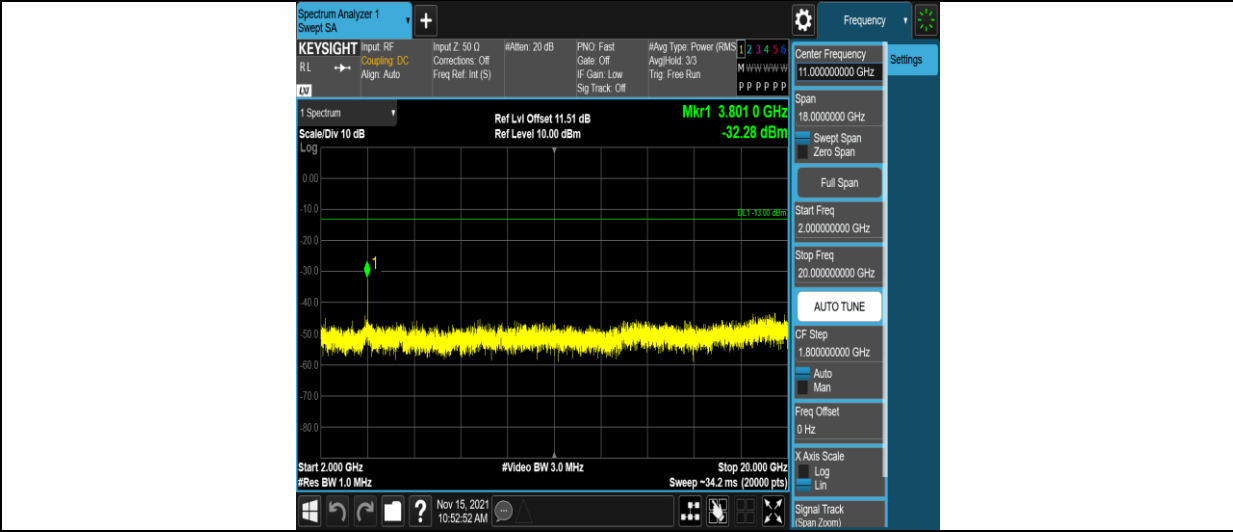 Spectrum Analyzer 1
Swept SA
+
Frequency
KEYSIGHT
RL
LXI
Input: RF
Coupling: DC
Align: Auto
Input Z: 50 Ω
Corrections: Off
Freq Ref: Int (S)
#Atten: 20 dB
PNO: Fast
Gate: Off
IF Gain: Low
Sig Track: Off
#Avg Type: Power (RMS
Avg|Hold: 3/3
Trig: Free Run
1 2 3 4 5 6
M W W W W W
P P P P P P
Center Frequency
11.000000000 GHz
Settings
Span
18.0000000 GHz
Swept Span
Zero Span
Full Span
Start Freq
2.000000000 GHz
Stop Freq
20.000000000 GHz
AUTO TUNE
CF Step
1.800000000 GHz
Auto
Man
Freq Offset
0 Hz
X Axis Scale
Log
Lin
Signal Track
(Span Zoom)
1 Spectrum
Scale/Div 10 dB
Ref Lvl Offset 11.51 dB
Ref Level 10.00 dBm
Mkr1 3.801 0 GHz
-32.28 dBm
Log
0.00
-10.0
DL1 -13.00 dBm
-20.0
1
-30.0
-40.0
-50.0
-60.0
-70.0
-80.0
Start 2.000 GHz
#Video BW 3.0 MHz
Stop 20.000 GHz
#Res BW 1.0 MHz
Sweep ~34.2 ms (20000 pts)
?
Nov 15, 2021
10:52:52 AM